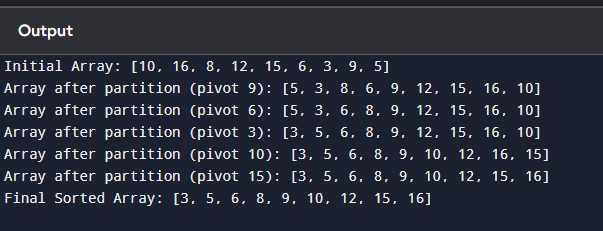 Output
Initial Array: [10, 16, 8, 12, 15, 6, 3, 9, 5]
Array after partition (pivot 9): [5, 3, 8, 6, 9, 12, 15, 16, 10]
Array after partition (pivot 6): [5, 3, 6, 8, 9, 12, 15, 16, 10]
Array after partition (pivot 3): [3, 5, 6, 8, 9, 12, 15, 16, 10]
Array after partition (pivot 10): [3, 5, 6, 8, 9, 10, 12, 16, 15]
Array after partition (pivot 15): [3, 5, 6, 8, 9, 10, 12, 15, 16]
Final Sorted Array: [3, 5, 6, 8, 9, 10, 12, 15, 16]